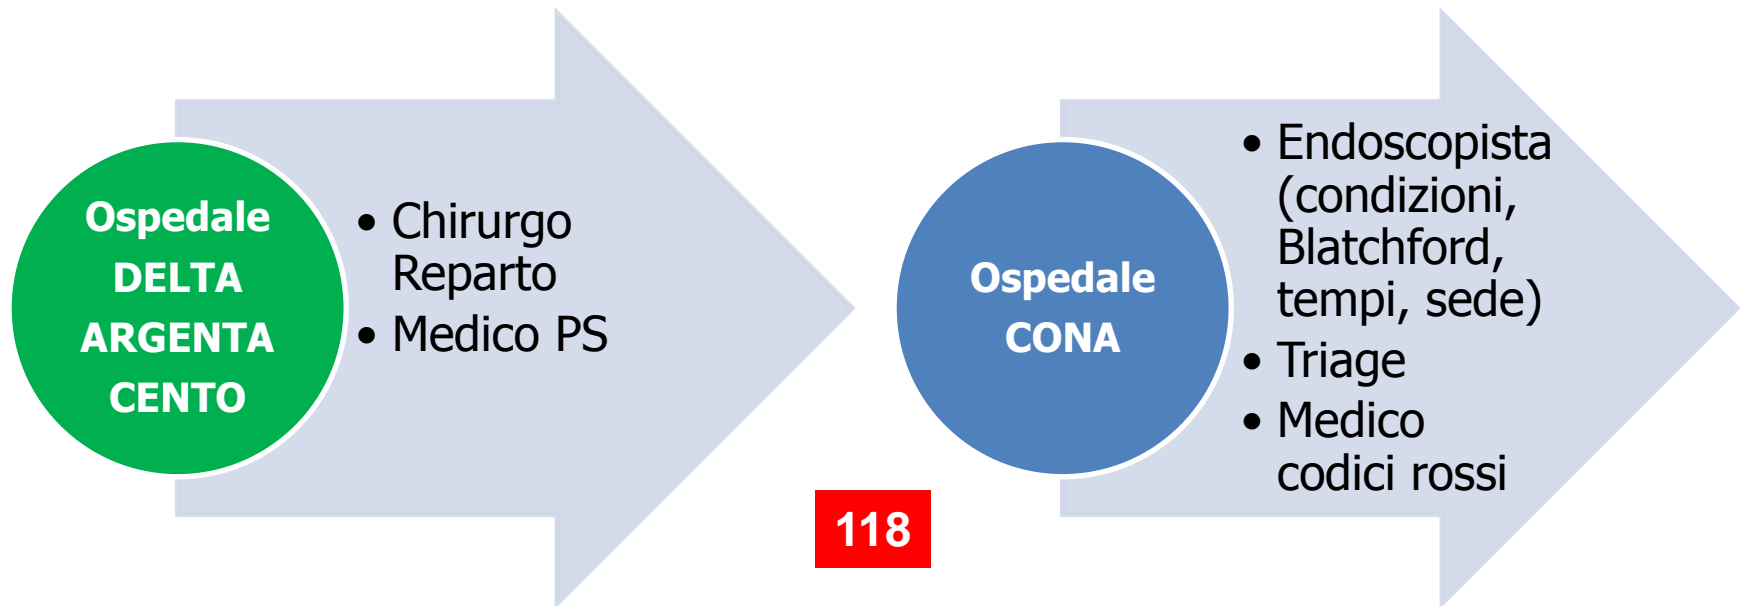 Ospedale
DELTA
ARGENTA
CENTO
• Chirurgo
Reparto
• Medico PS
118
Ospedale
CONA
• Endoscopista
(condizioni,
Blatchford,
tempi, sede)
• Triage
• Medico
codici rossi